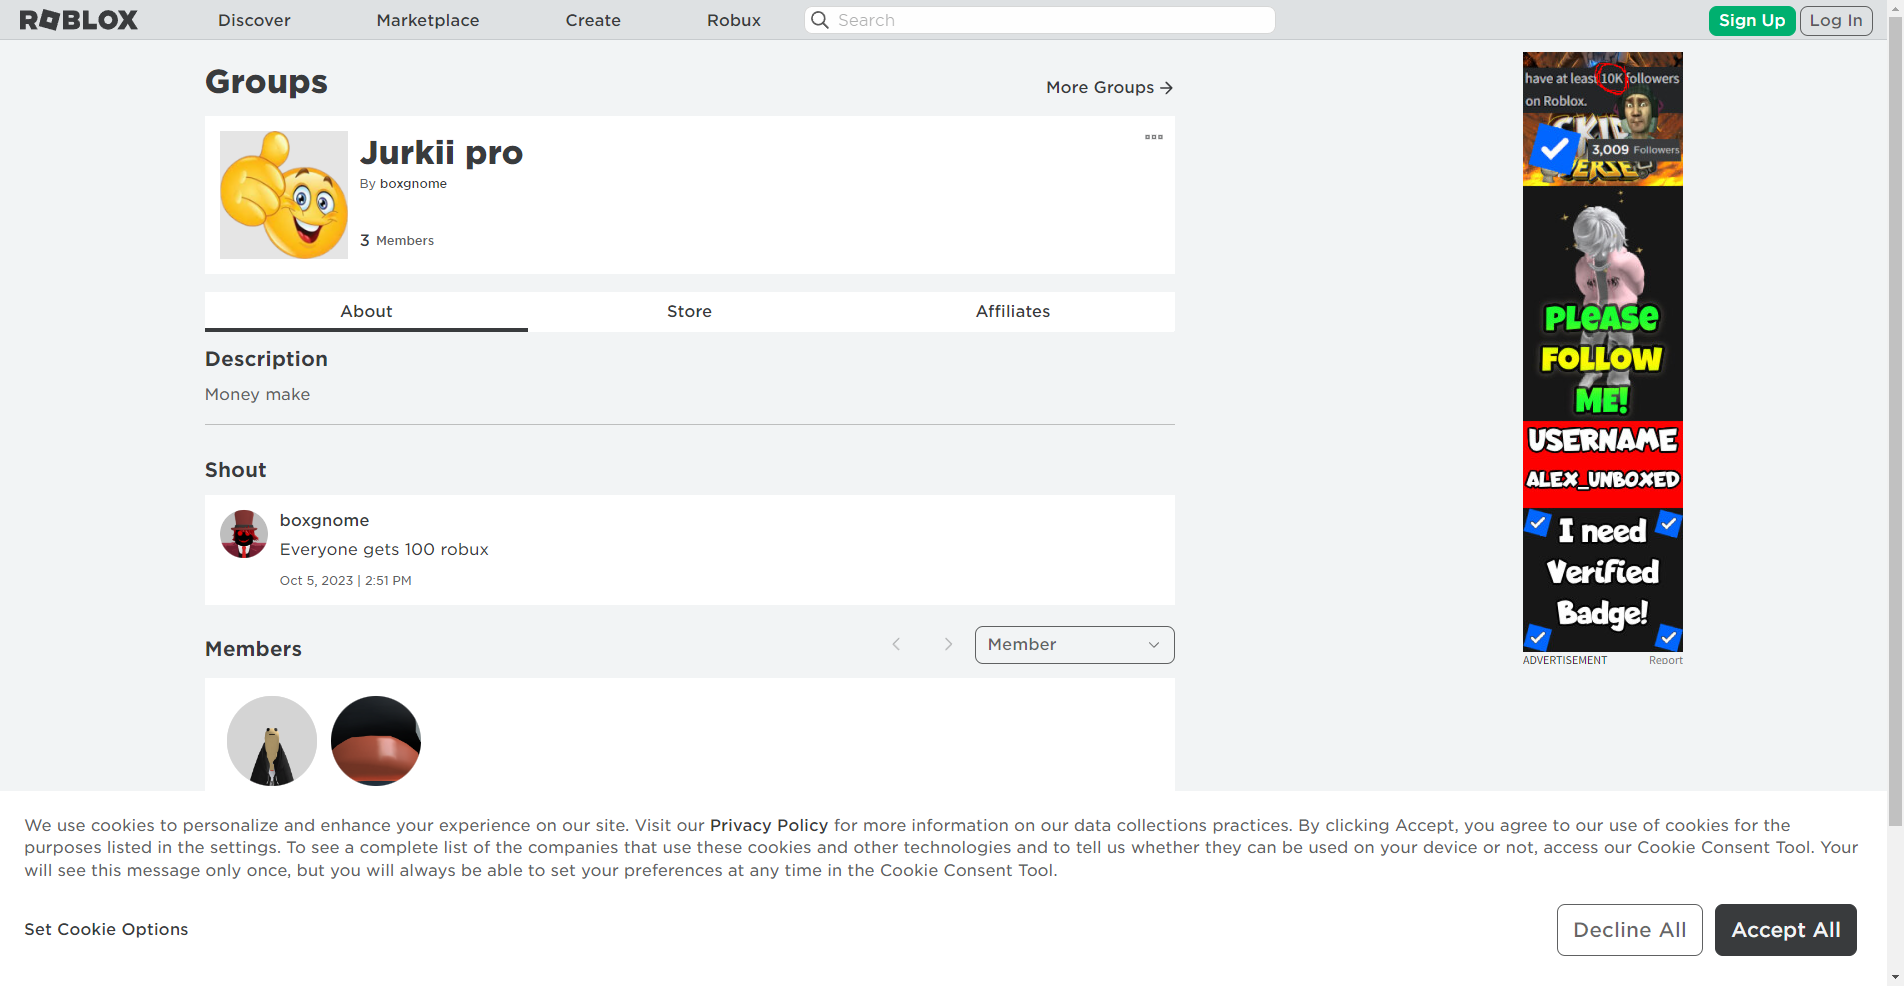 ROBLOX
Discover
Marketplace
Create
Robux
Search
Sign Up
Log In
Groups
More Groups
Jurkii pro
By boxgnome
3 Members
About
Store
Affiliates
Description
Money make
Shout
boxgnome
Everyone gets 100 robux
Oct 5, 2023 | 2:51 PM
Members
Member
have at least 10K followers
on Roblox.
3,009 Followers
PLEASE
FOLLOW
ME!
USERNAME
ALEX_UNBOXED
I need
Verified
Badge!
ADVERTISEMENT
Report
We use cookies to personalize and enhance your experience on our site. Visit our Privacy Policy for more information on our data collections practices. By clicking Accept, you agree to our use of cookies for the
purposes listed in the settings. To see a complete list of the companies that use these cookies and other technologies and to tell us whether they can be used on your device or not, access our Cookie Consent Tool. Your
will see this message only once, but you will always be able to set your preferences at any time in the Cookie Consent Tool.
Set Cookie Options
Decline All
Accept All